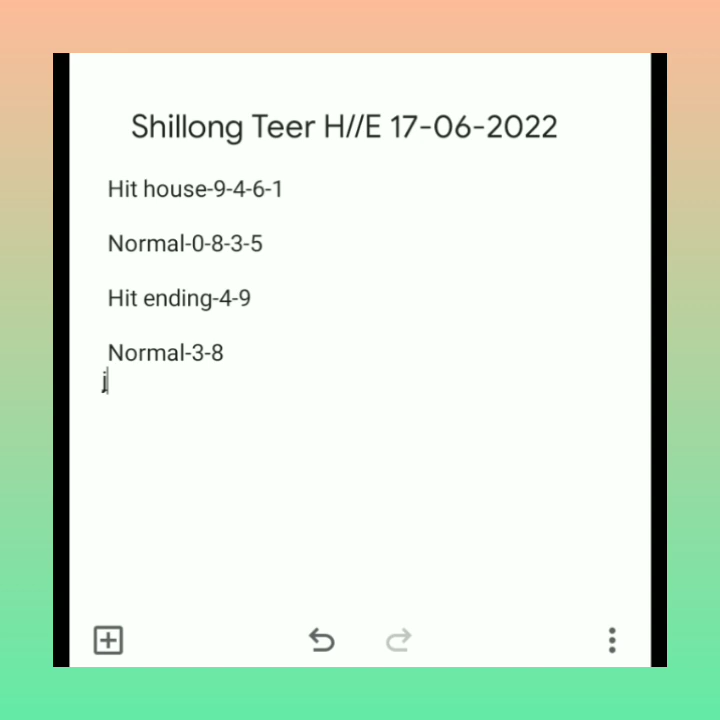 Shillong Teer H//E 17-06-2022
Hit house-9-4-6-1
Normal-0-8-3-5
Hit ending-4-9
Normal-3-8
j